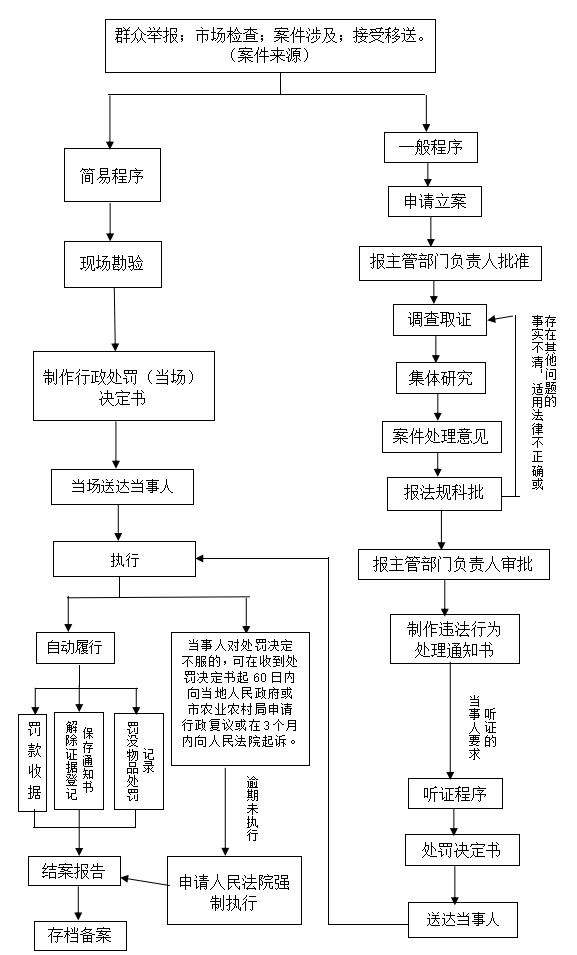 群众举报；市场检查；案件涉及；接受移送。
（案件来源）
简易程序
现场勘验
制作行政处罚（当场）
决定书
当场送达当事人
执行
自动履行
当事人对处罚决定
不服的，可在收到处
罚决定书起60日内
向当地人民政府或
市农业农村局申请
行政复议或在3个月
内向人民法院起诉。
罚款收据
解除证据登记
保存通知书
罚没物品处罚
记录
逾期未执行
结案报告
申请人民法院强
制执行
存档备案
一般程序
申请立案
报主管部门负责人批准
调查取证
集体研究
案件处理意见
报法规科批
事实不清，适用法律不正确或
存在其他问题的
报主管部门负责人审批
制作违法行为
处理通知书
当事人要求
听证的
听证程序
处罚决定书
送达当事人